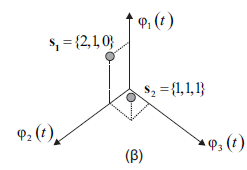 φ₁(t)
s₁ = {2,1,0}
s₂ = {1,1,1}
φ₂(t)
φ₃(t)
(β)